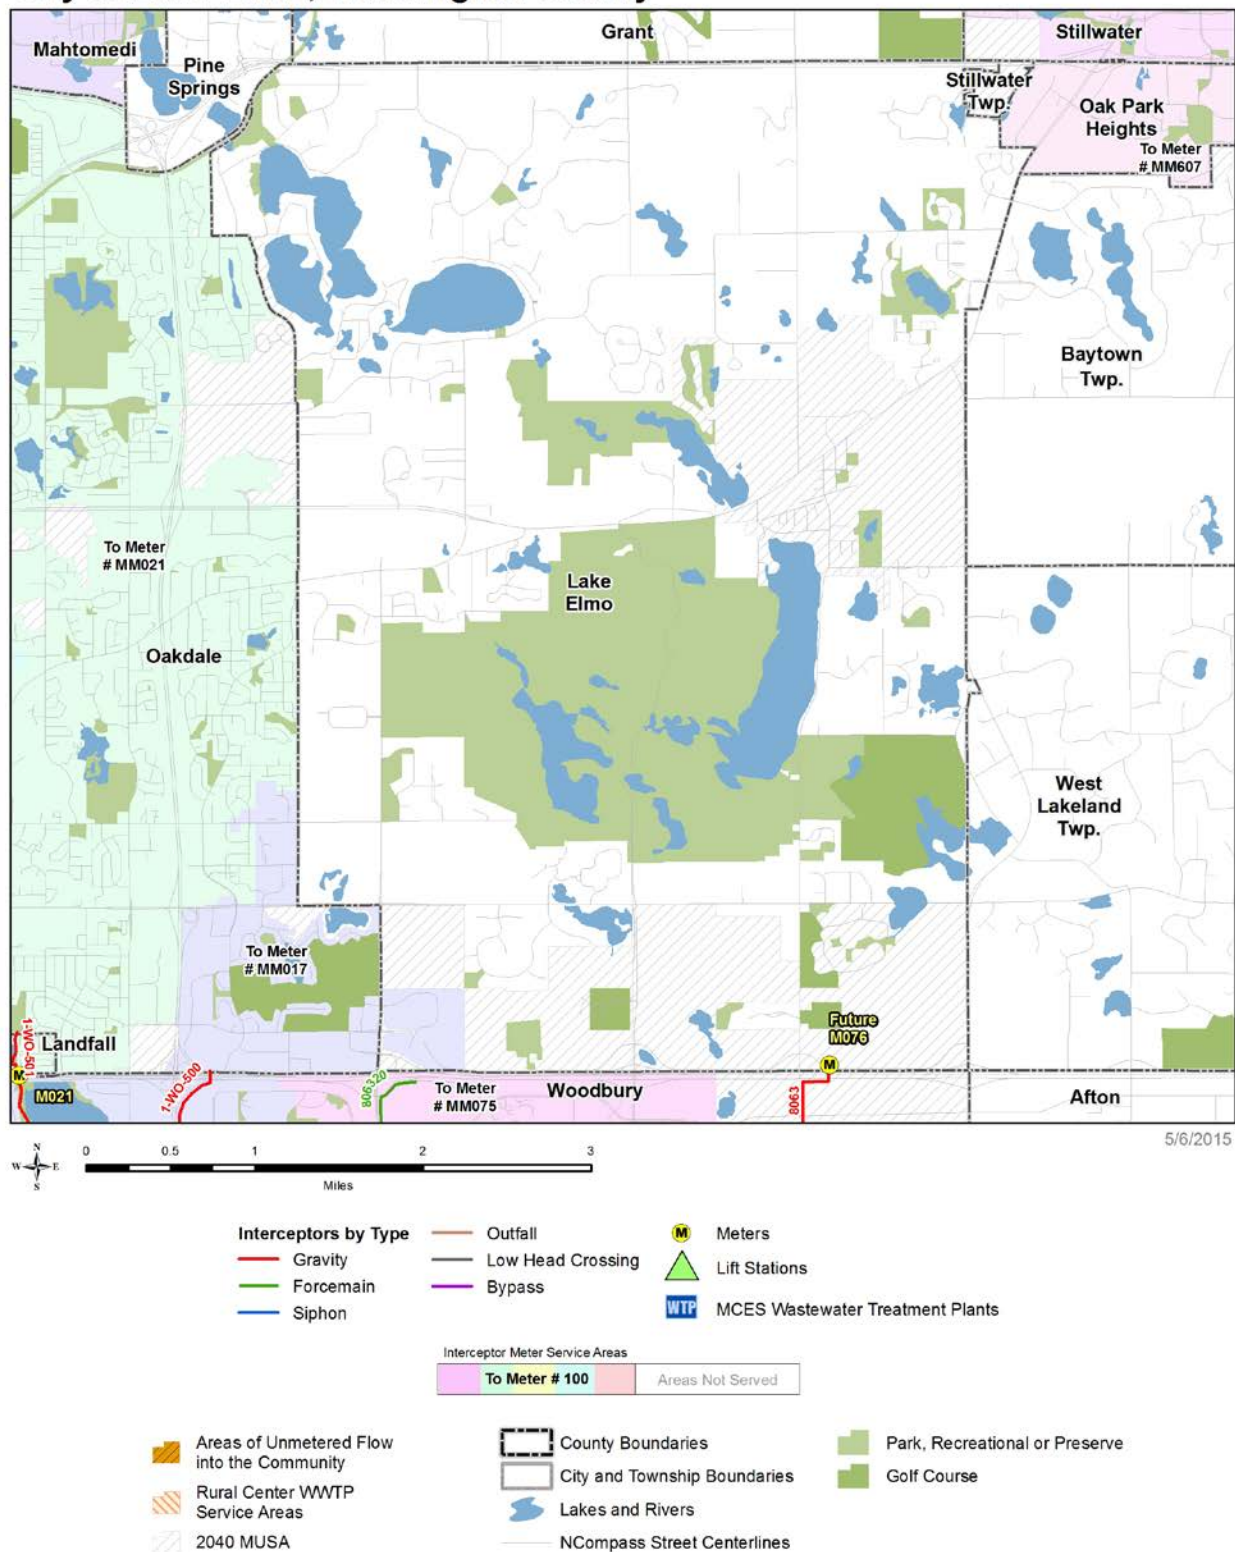 Grant
Stillwater
Mahtomedi
Pine
Springs
Stillwater
Twp.
Oak Park
Heights
To Meter
# MM607
Baytown
Twp.
To Meter
# MM021
Lake
Elmo
Oakdale
West
Lakeland
Twp.
To Meter
# MM017
Future
M076
1-WO-501
Landfall
M
M
M021
1-WO-500
806320
To Meter
# MM075
Woodbury
8063
Afton
5/6/2015
N
W E
S
0 0.5 1 2 3
Miles
Interceptors by Type
Gravity
Forcemain
Siphon
Outfall
Low Head Crossing
Bypass
M Meters
Lift Stations
WTP MCES Wastewater Treatment Plants
Interceptor Meter Service Areas
To Meter # 100 Areas Not Served
Areas of Unmetered Flow
into the Community
Rural Center WWTP
Service Areas
2040 MUSA
County Boundaries
City and Township Boundaries
Lakes and Rivers
NCompass Street Centerlines
Park, Recreational or Preserve
Golf Course